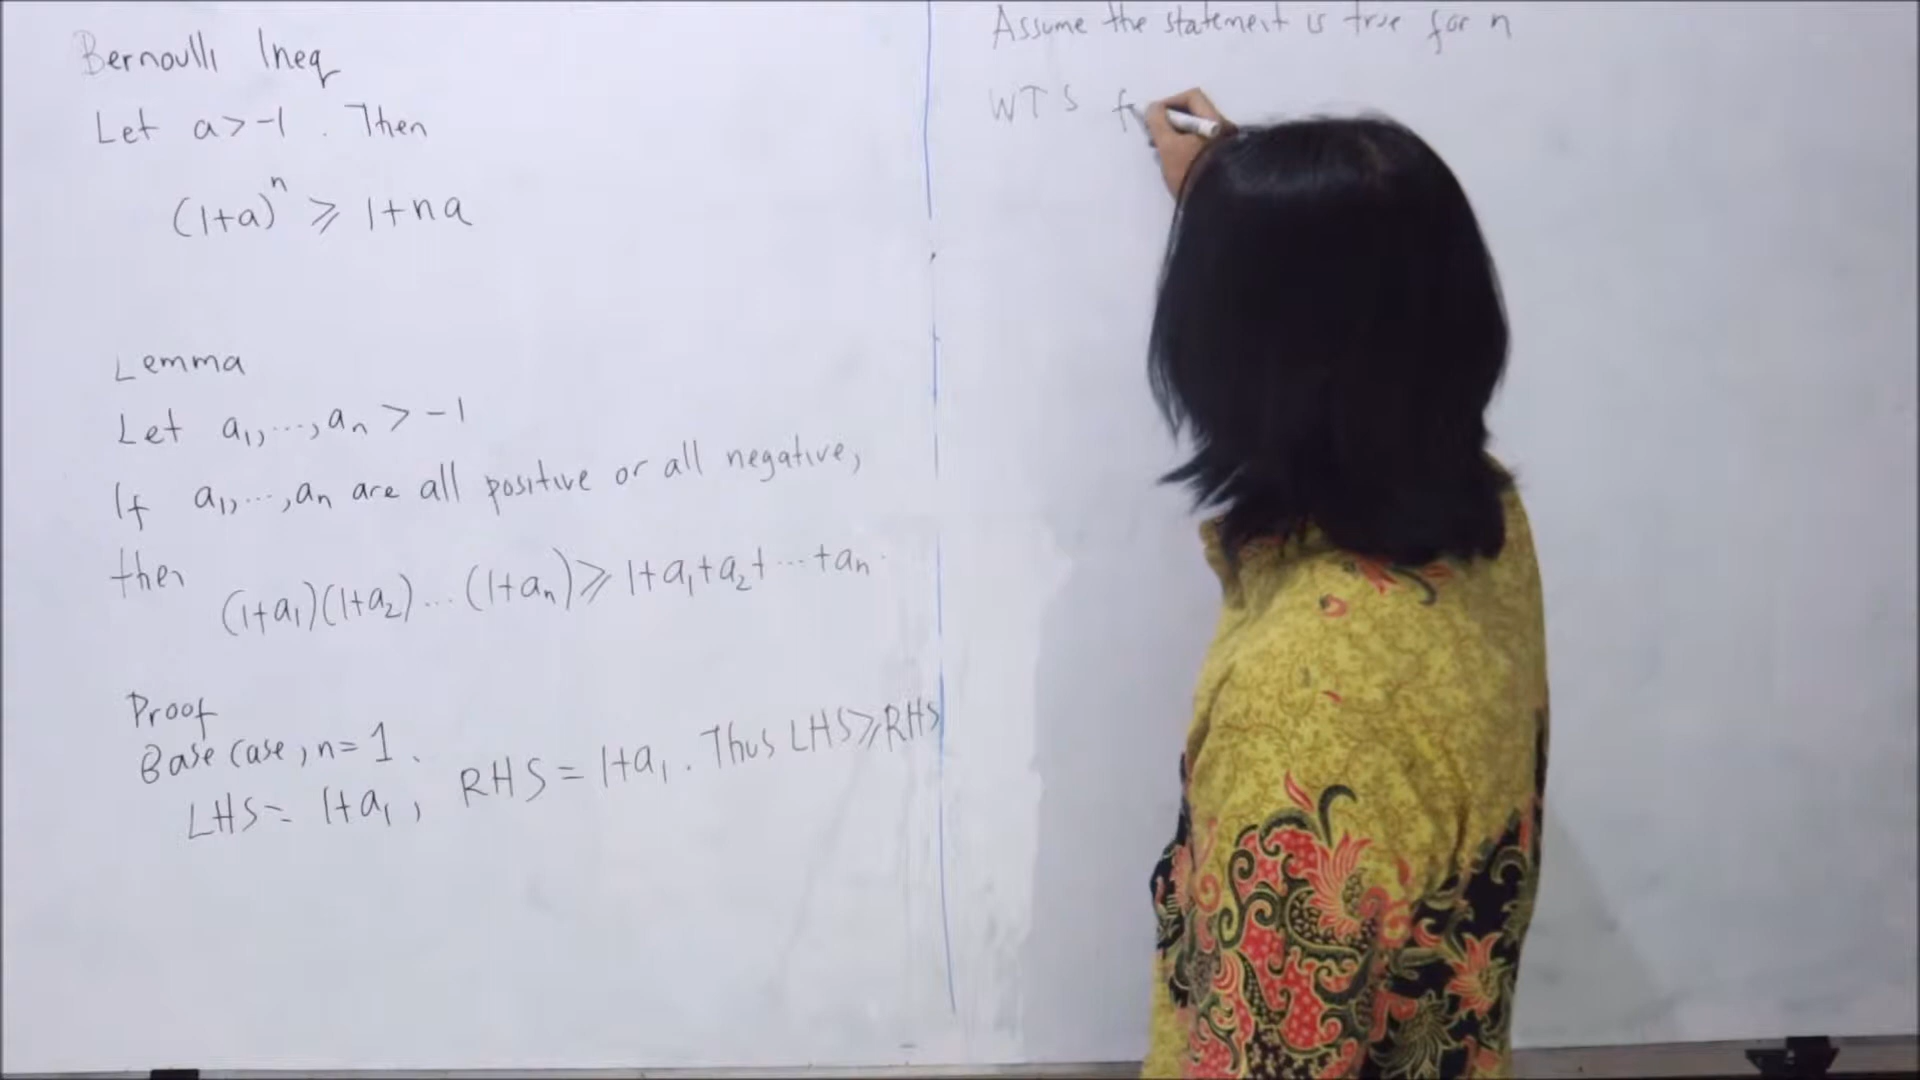 Bernoulli Ineq
Let a > -1 . Then
(1+a)^n ⩾ 1+na
Lemma
Let a₁, ..., aₙ > -1
If a₁, ..., aₙ are all positive or all negative,
then (1+a₁)(1+a₂)...(1+aₙ) ⩾ 1+a₁+a₂+...+aₙ.
Proof
Base case, n=1.
LHS = 1+a₁, RHS = 1+a₁. Thus LHS⩾RHS
Assume the statement is true for n
WTS